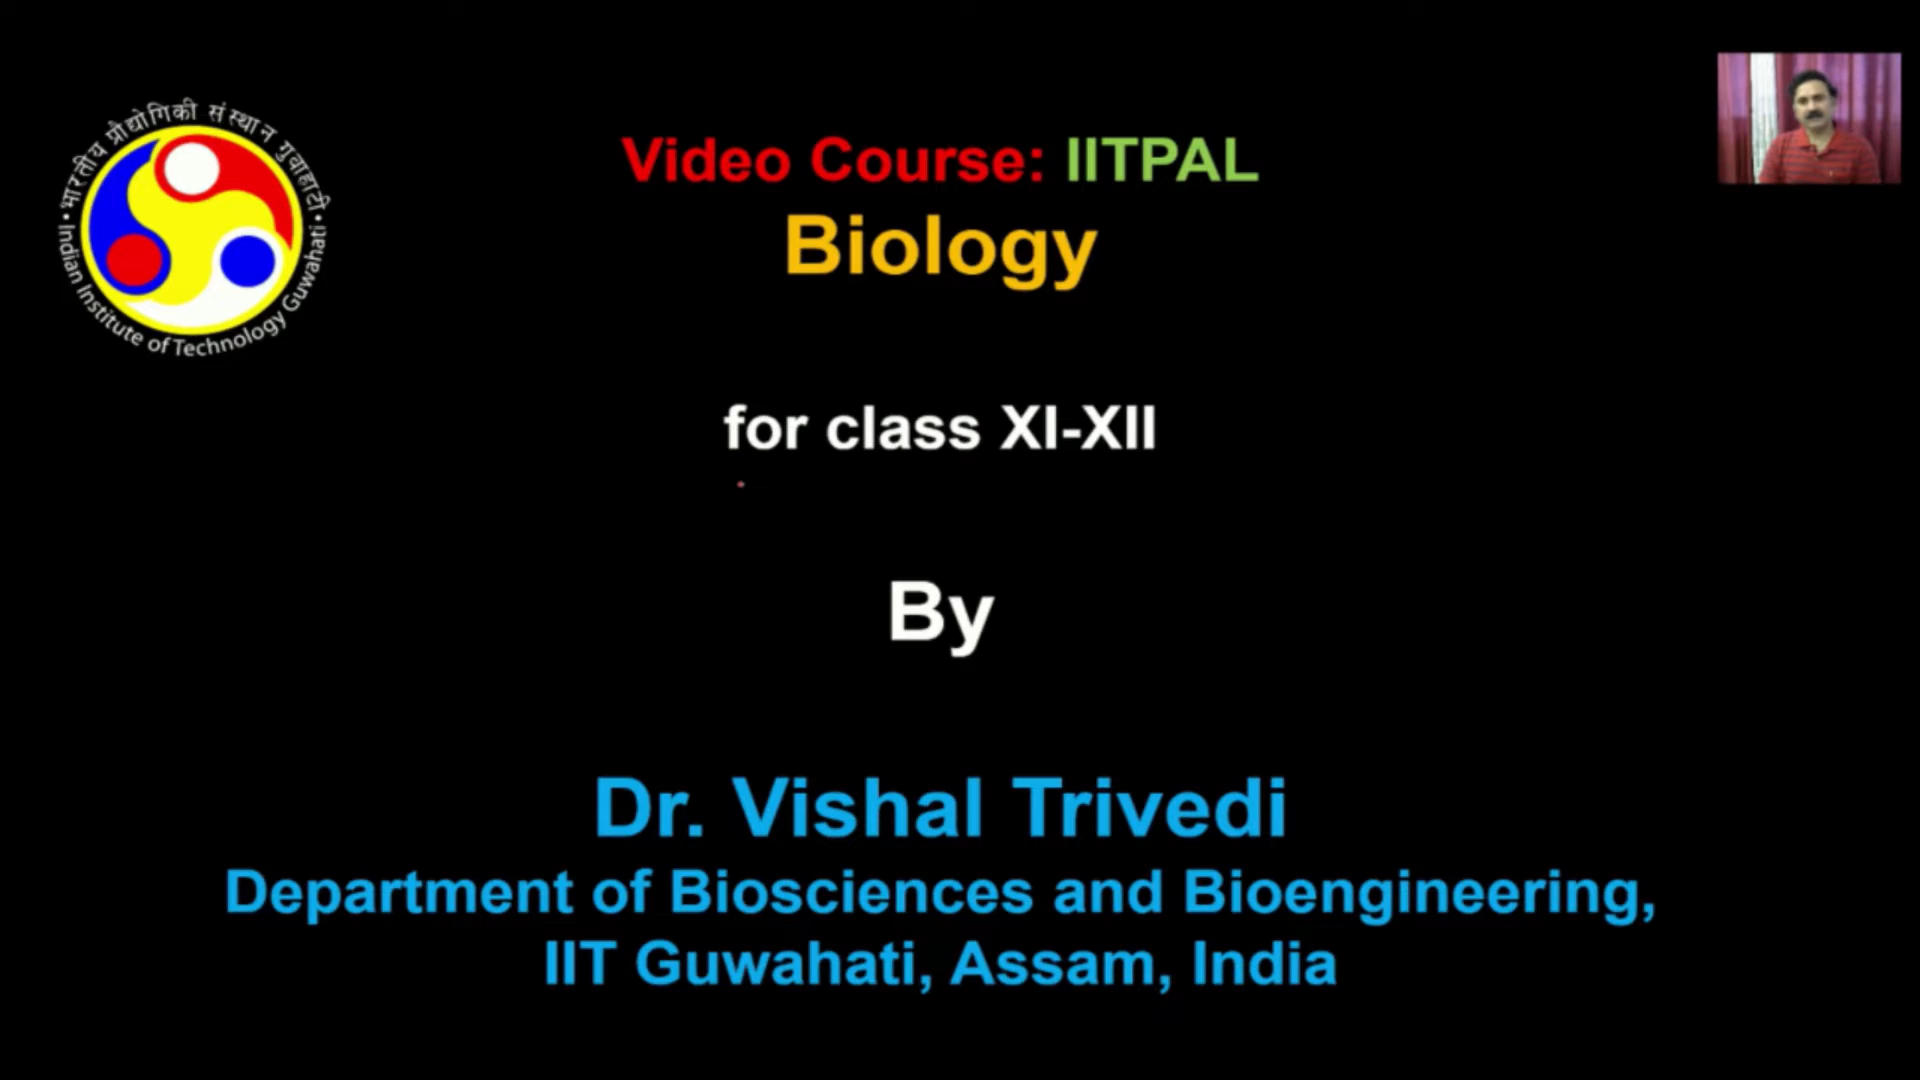 भारतीय प्रौद्योगिकी संस्थान गुवाहाटी
Indian Institute of Technology Guwahati
Video Course: IITPAL
Biology
for class XI-XII
By
Dr. Vishal Trivedi
Department of Biosciences and Bioengineering,
IIT Guwahati, Assam, India